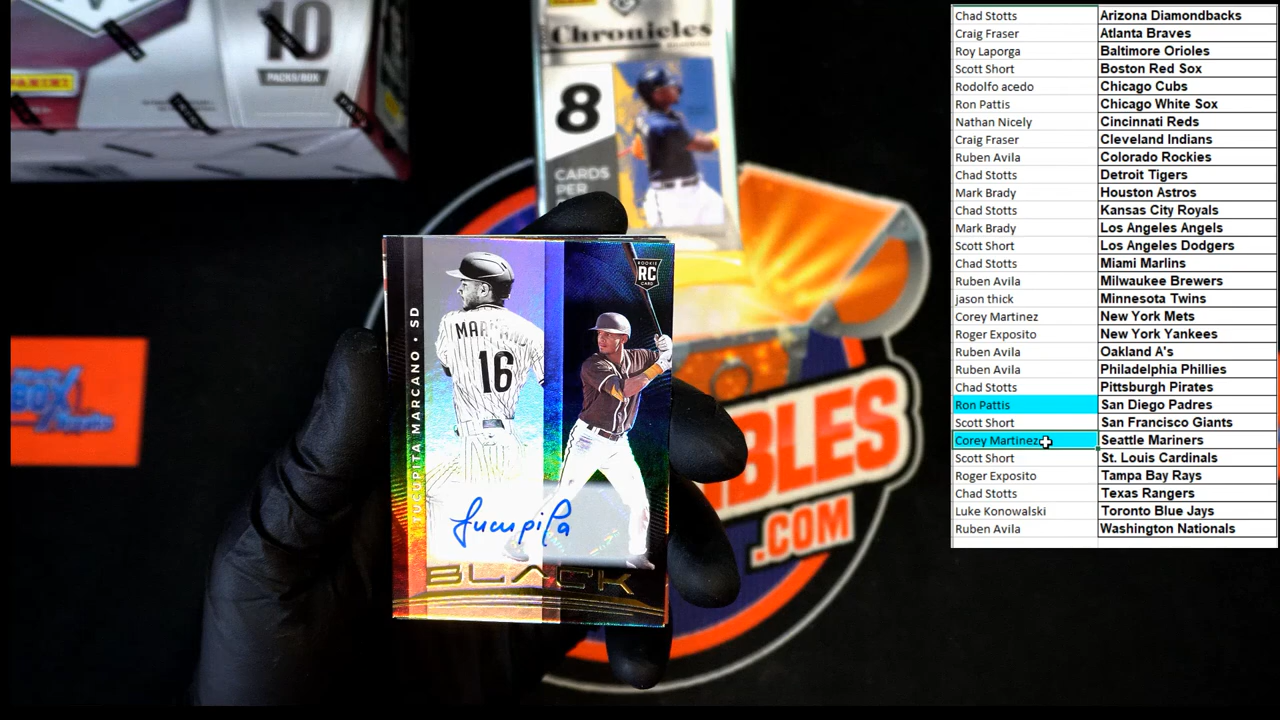 10
PACKS/BOX
PANINI
Chronicles
BASEBALL
8
CARDS
PER
BOX
TUCUPITA MARCANO • SD
ROOKIE
RC
CARD
16
Tucupita
BLACK
IBLES
.COM
Chad Stotts Arizona Diamondbacks
Craig Fraser Atlanta Braves
Roy Laporga Baltimore Orioles
Scott Short Boston Red Sox
Rodolfo acedo Chicago Cubs
Ron Pattis Chicago White Sox
Nathan Nicely Cincinnati Reds
Craig Fraser Cleveland Indians
Ruben Avila Colorado Rockies
Chad Stotts Detroit Tigers
Mark Brady Houston Astros
Chad Stotts Kansas City Royals
Mark Brady Los Angeles Angels
Scott Short Los Angeles Dodgers
Chad Stotts Miami Marlins
Ruben Avila Milwaukee Brewers
jason thick Minnesota Twins
Corey Martinez New York Mets
Roger Exposito New York Yankees
Ruben Avila Oakland A's
Ruben Avila Philadelphia Phillies
Chad Stotts Pittsburgh Pirates
Ron Pattis San Diego Padres
Scott Short San Francisco Giants
Corey Martinez Seattle Mariners
Scott Short St. Louis Cardinals
Roger Exposito Tampa Bay Rays
Chad Stotts Texas Rangers
Luke Konowalski Toronto Blue Jays
Ruben Avila Washington Nationals